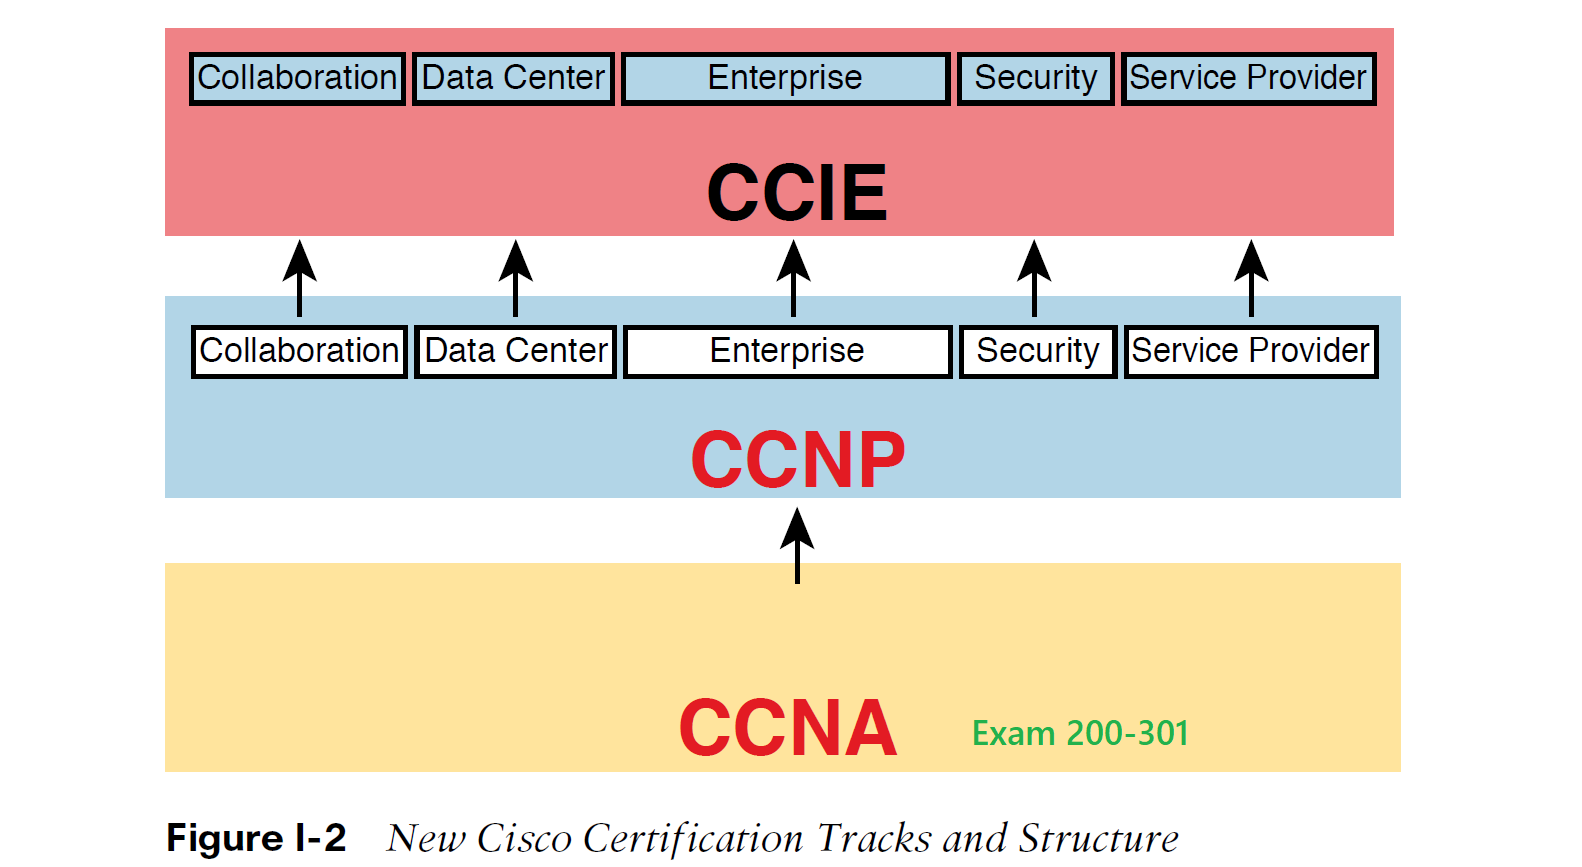 Collaboration Data Center Enterprise Security Service Provider
CCIE
Collaboration Data Center Enterprise Security Service Provider
CCNP
CCNA Exam 200-301
Figure I-2 New Cisco Certification Tracks and Structure